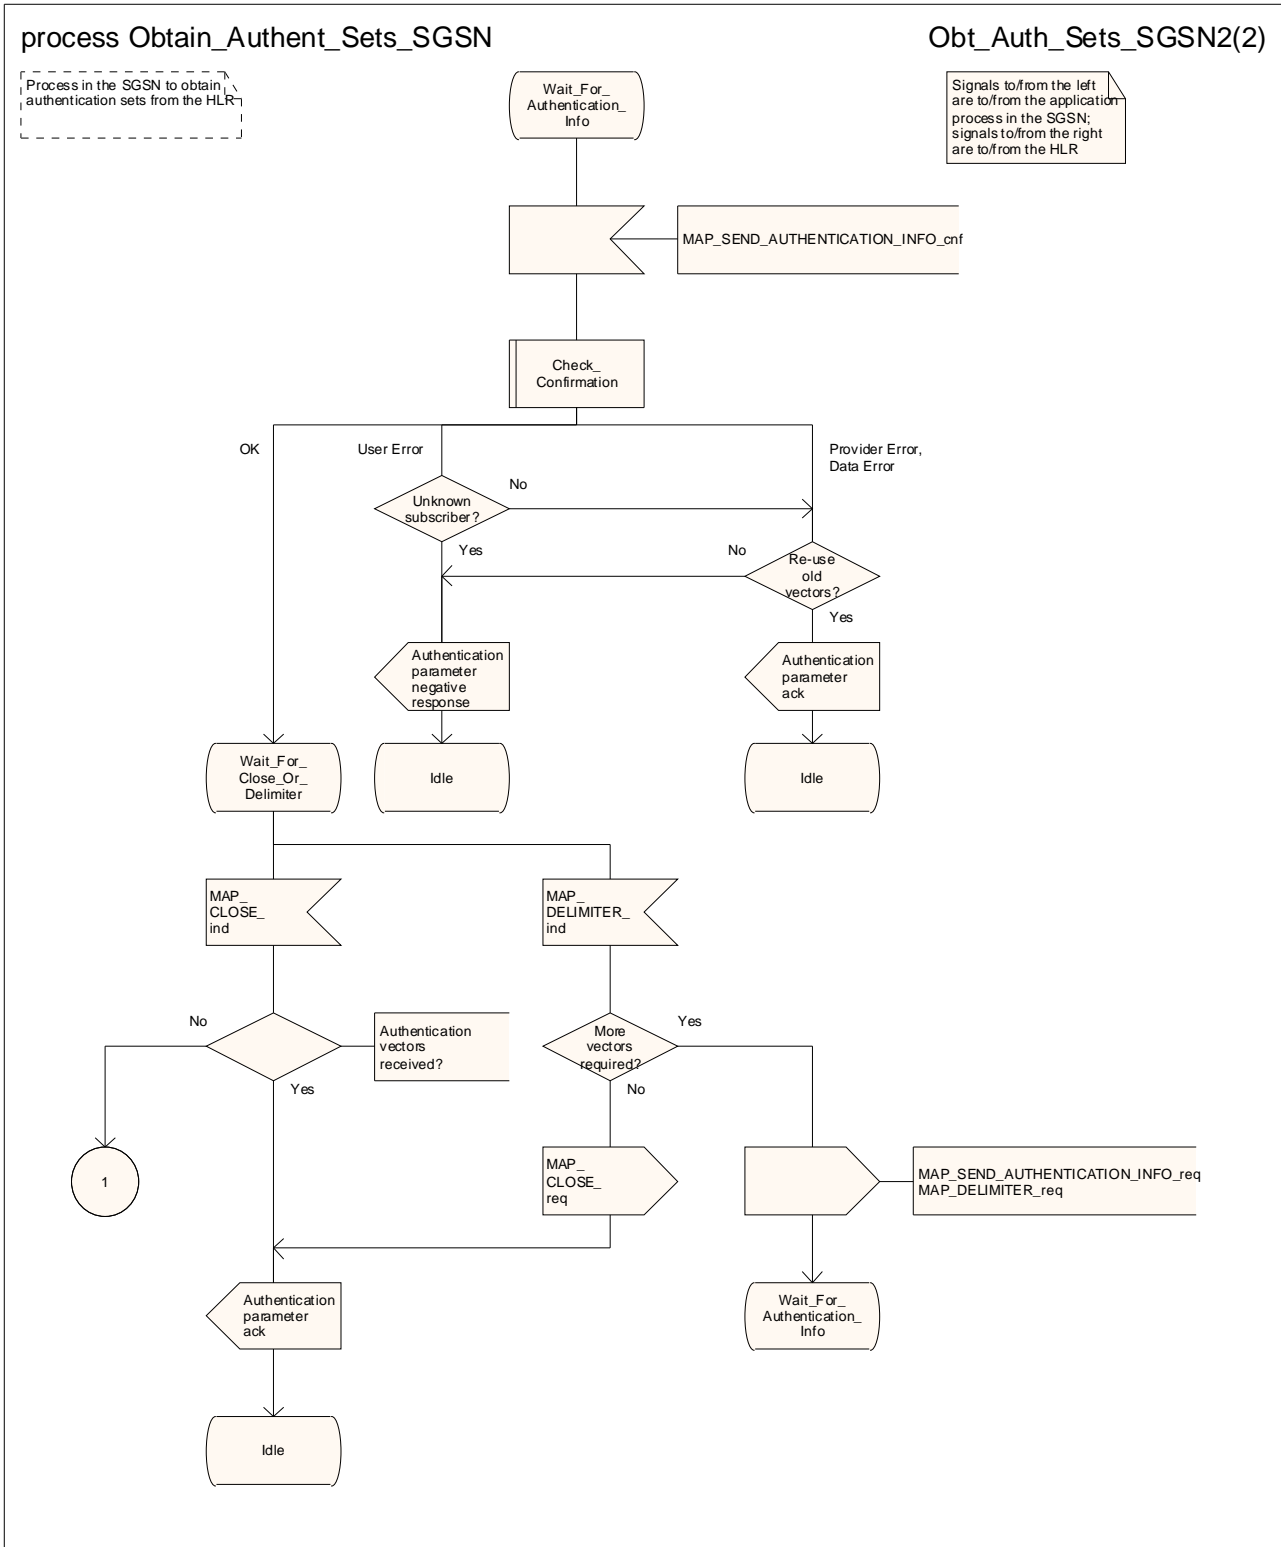 process Obtain_Authent_Sets_SGSN
Obt_Auth_Sets_SGSN2(2)
Process in the SGSN to obtain
authentication sets from the HLR
Wait_For_
Authentication_
Info
Signals to/from the left
are to/from the application
process in the SGSN;
signals to/from the right
are to/from the HLR
MAP_SEND_AUTHENTICATION_INFO_cnf
Check_
Confirmation
OK
User Error
Provider Error,
Data Error
Unknown
subscriber?
No
Yes
No
Re-use
old
vectors?
Yes
Authentication
parameter
negative
response
Authentication
parameter
ack
Wait_For_
Close_Or_
Delimiter
Idle
Idle
MAP_
CLOSE_
ind
MAP_
DELIMITER_
ind
No
Authentication
vectors
received?
Yes
More
vectors
required?
Yes
No
1
MAP_
CLOSE_
req
MAP_SEND_AUTHENTICATION_INFO_req
MAP_DELIMITER_req
Authentication
parameter
ack
Wait_For_
Authentication_
Info
Idle